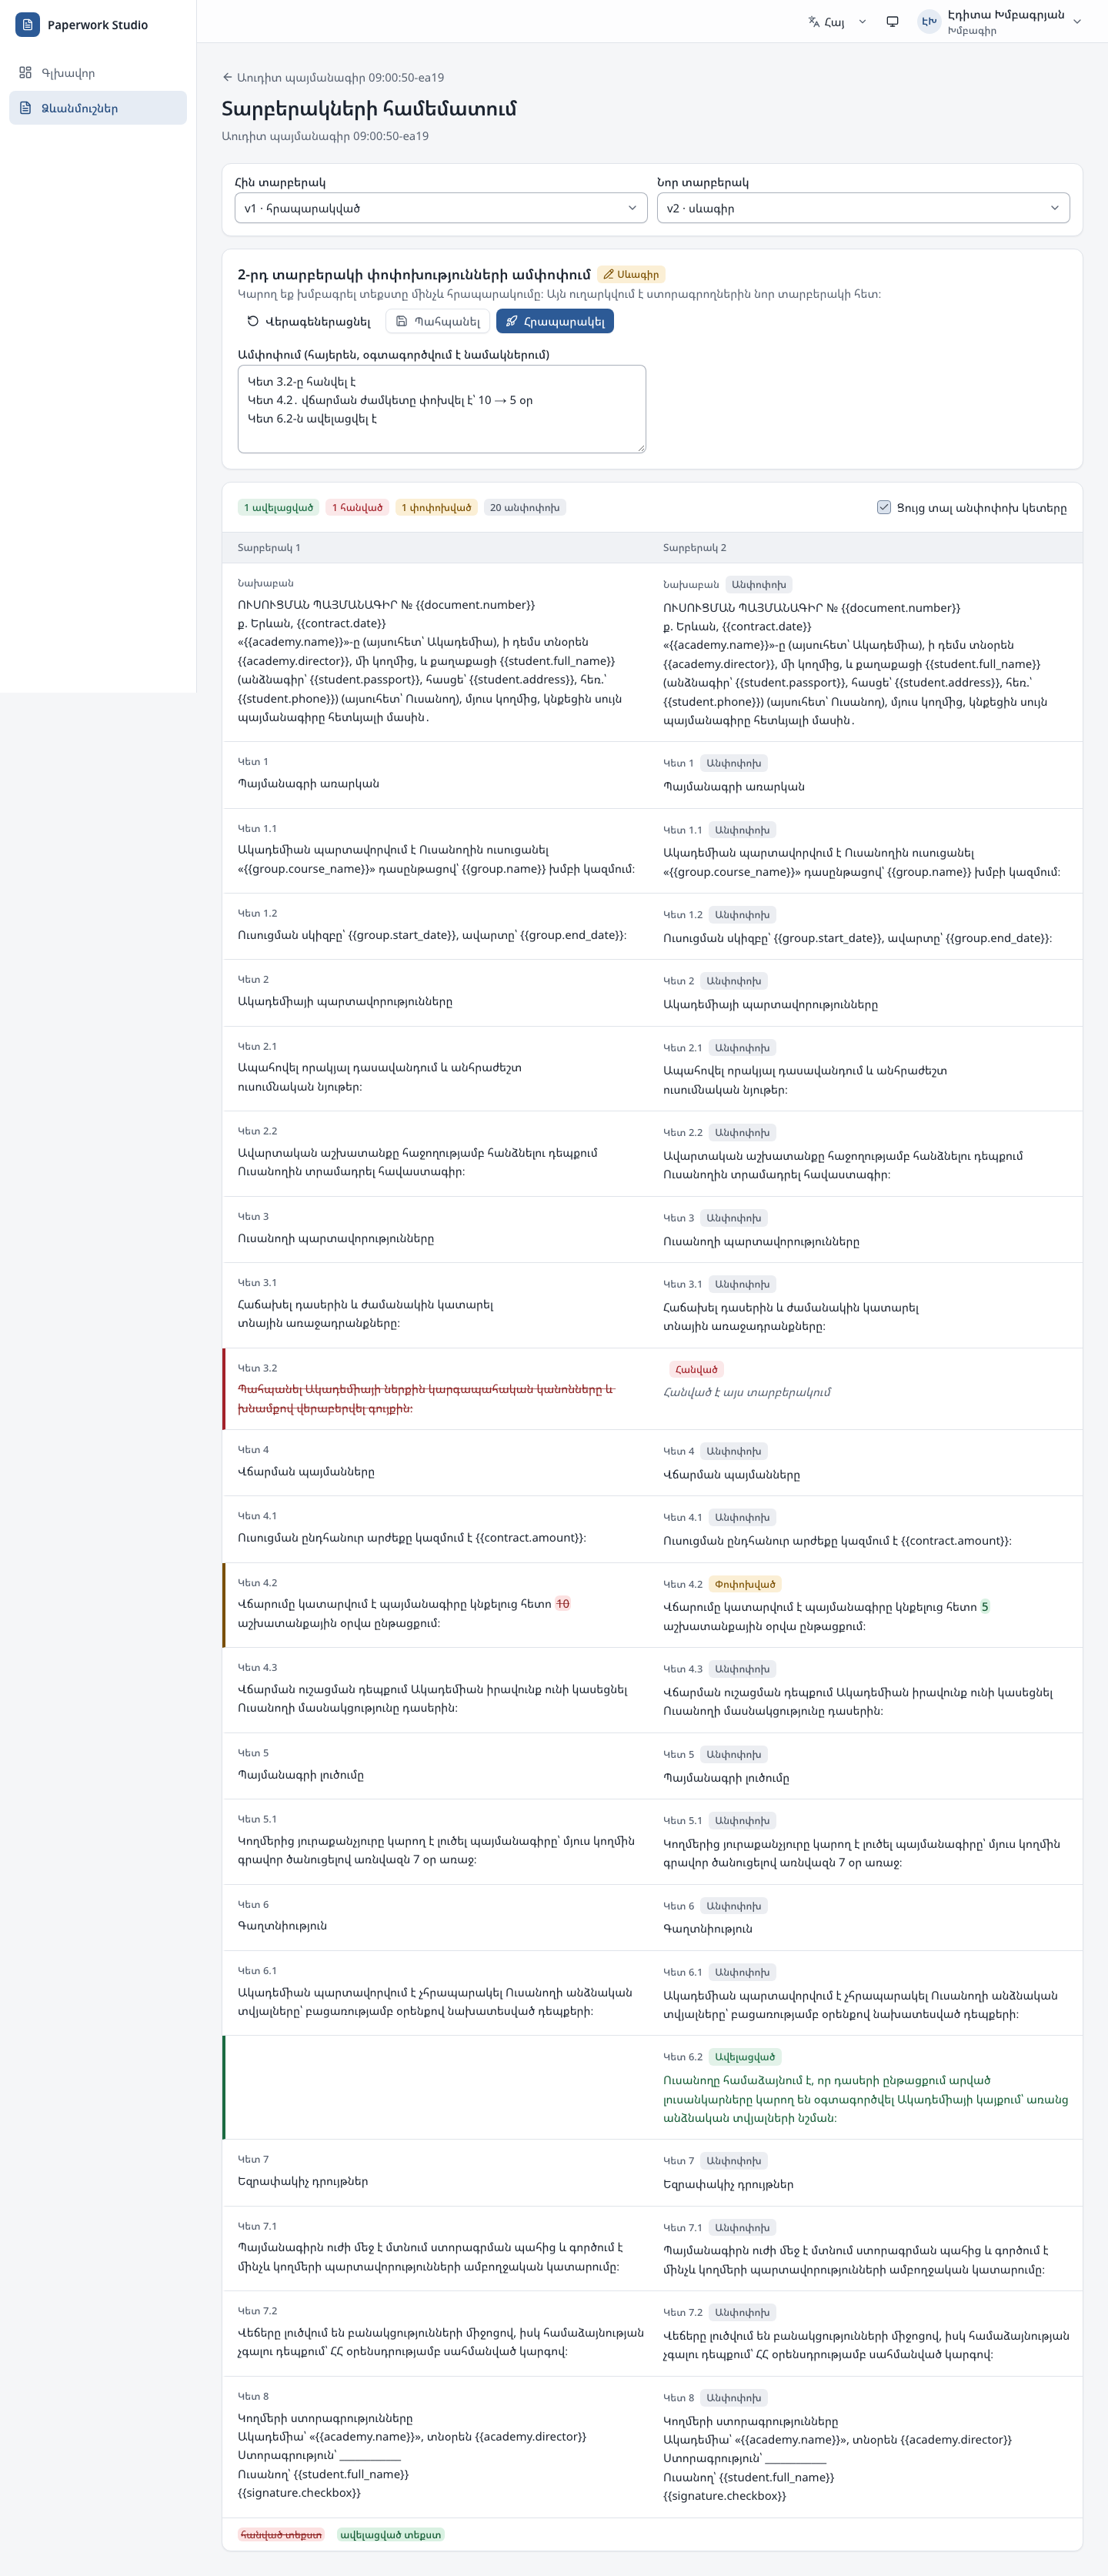 Paperwork Studio
Գլխավոր
Ձևանմուշներ
Հայ
ԷԽ
Էդիտա Խմբագրյան
Խմբագիր
← Աուդիտ պայմանագիր 09:00:50-ea19
Տարբերակների համեմատում
Աուդիտ պայմանագիր 09:00:50-ea19
Հին տարբերակ
Նոր տարբերակ
v1 · հրապարակված
v2 · սևագիր
2-րդ տարբերակի փոփոխությունների ամփոփում Սևագիր
Կարող եք խմբագրել տեքստը մինչև հրապարակումը։ Այն ուղարկվում է ստորագրողներին նոր տարբերակի հետ։
Վերագեներացնել Պահպանել Հրապարակել
Ամփոփում (հայերեն, օգտագործվում է նամակներում)
Կետ 3.2-ը հանվել է
Կետ 4.2․ վճարման ժամկետը փոխվել է՝ 10 → 5 օր
Կետ 6.2-ն ավելացվել է
1 ավելացված 1 հանված 1 փոփոխված 20 անփոփոխ
Ցույց տալ անփոփոխ կետերը
Տարբերակ 1
Տարբերակ 2
Նախաբան
ՈՒՍՈՒՑՄԱՆ ՊԱՅՄԱՆԱԳԻՐ № {{document.number}}
ք. Երևան, {{contract.date}}
«{{academy.name}}»-ը (այսուհետ՝ Ակադեմիա), ի դեմս տնօրեն
{{academy.director}}, մի կողմից, և քաղաքացի {{student.full_name}}
(անձնագիր՝ {{student.passport}}, հասցե՝ {{student.address}}, հեռ.՝
{{student.phone}}) (այսուհետ՝ Ուսանող), մյուս կողմից, կնքեցին սույն
պայմանագիրը հետևյալի մասին․
Նախաբան Անփոփոխ
ՈՒՍՈՒՑՄԱՆ ՊԱՅՄԱՆԱԳԻՐ № {{document.number}}
ք. Երևան, {{contract.date}}
«{{academy.name}}»-ը (այսուհետ՝ Ակադեմիա), ի դեմս տնօրեն
{{academy.director}}, մի կողմից, և քաղաքացի {{student.full_name}}
(անձնագիր՝ {{student.passport}}, հասցե՝ {{student.address}}, հեռ.՝
{{student.phone}}) (այսուհետ՝ Ուսանող), մյուս կողմից, կնքեցին սույն
պայմանագիրը հետևյալի մասին․
Կետ 1
Պայմանագրի առարկան
Կետ 1 Անփոփոխ
Պայմանագրի առարկան
Կետ 1.1
Ակադեմիան պարտավորվում է Ուսանողին ուսուցանել
«{{group.course_name}}» դասընթացով՝ {{group.name}} խմբի կազմում։
Կետ 1.1 Անփոփոխ
Ակադեմիան պարտավորվում է Ուսանողին ուսուցանել
«{{group.course_name}}» դասընթացով՝ {{group.name}} խմբի կազմում։
Կետ 1.2
Ուսուցման սկիզբը՝ {{group.start_date}}, ավարտը՝ {{group.end_date}}։
Կետ 1.2 Անփոփոխ
Ուսուցման սկիզբը՝ {{group.start_date}}, ավարտը՝ {{group.end_date}}։
Կետ 2
Ակադեմիայի պարտավորությունները
Կետ 2 Անփոփոխ
Ակադեմիայի պարտավորությունները
Կետ 2.1
Ապահովել որակյալ դասավանդում և անհրաժեշտ
ուսումնական նյութեր։
Կետ 2.1 Անփոփոխ
Ապահովել որակյալ դասավանդում և անհրաժեշտ
ուսումնական նյութեր։
Կետ 2.2
Ավարտական աշխատանքը հաջողությամբ հանձնելու դեպքում
Ուսանողին տրամադրել հավաստագիր։
Կետ 2.2 Անփոփոխ
Ավարտական աշխատանքը հաջողությամբ հանձնելու դեպքում
Ուսանողին տրամադրել հավաստագիր։
Կետ 3
Ուսանողի պարտավորությունները
Կետ 3 Անփոփոխ
Ուսանողի պարտավորությունները
Կետ 3.1
Հաճախել դասերին և ժամանակին կատարել
տնային առաջադրանքները։
Կետ 3.1 Անփոփոխ
Հաճախել դասերին և ժամանակին կատարել
տնային առաջադրանքները։
Կետ 3.2
Պահպանել Ակադեմիայի ներքին կարգապահական կանոնները և
խնամքով վերաբերվել գույքին։
Հանված
Հանված է այս տարբերակում
Կետ 4
Վճարման պայմանները
Կետ 4 Անփոփոխ
Վճարման պայմանները
Կետ 4.1
Ուսուցման ընդհանուր արժեքը կազմում է {{contract.amount}}։
Կետ 4.1 Անփոփոխ
Ուսուցման ընդհանուր արժեքը կազմում է {{contract.amount}}։
Կետ 4.2
Վճարումը կատարվում է պայմանագիրը կնքելուց հետո 10
աշխատանքային օրվա ընթացքում։
Կետ 4.2 Փոփոխված
Վճարումը կատարվում է պայմանագիրը կնքելուց հետո 5
աշխատանքային օրվա ընթացքում։
Կետ 4.3
Վճարման ուշացման դեպքում Ակադեմիան իրավունք ունի կասեցնել
Ուսանողի մասնակցությունը դասերին։
Կետ 4.3 Անփոփոխ
Վճարման ուշացման դեպքում Ակադեմիան իրավունք ունի կասեցնել
Ուսանողի մասնակցությունը դասերին։
Կետ 5
Պայմանագրի լուծումը
Կետ 5 Անփոփոխ
Պայմանագրի լուծումը
Կետ 5.1
Կողմերից յուրաքանչյուրը կարող է լուծել պայմանագիրը՝ մյուս կողմին
գրավոր ծանուցելով առնվազն 7 օր առաջ։
Կետ 5.1 Անփոփոխ
Կողմերից յուրաքանչյուրը կարող է լուծել պայմանագիրը՝ մյուս կողմին
գրավոր ծանուցելով առնվազն 7 օր առաջ։
Կետ 6
Գաղտնիություն
Կետ 6 Անփոփոխ
Գաղտնիություն
Կետ 6.1
Ակադեմիան պարտավորվում է չհրապարակել Ուսանողի անձնական
տվյալները՝ բացառությամբ օրենքով նախատեսված դեպքերի։
Կետ 6.1 Անփոփոխ
Ակադեմիան պարտավորվում է չհրապարակել Ուսանողի անձնական
տվյալները՝ բացառությամբ օրենքով նախատեսված դեպքերի։
Կետ 6.2 Ավելացված
Ուսանողը համաձայնում է, որ դասերի ընթացքում արված
լուսանկարները կարող են օգտագործվել Ակադեմիայի կայքում՝ առանց
անձնական տվյալների նշման։
Կետ 7
Եզրափակիչ դրույթներ
Կետ 7 Անփոփոխ
Եզրափակիչ դրույթներ
Կետ 7.1
Պայմանագիրն ուժի մեջ է մտնում ստորագրման պահից և գործում է
մինչև կողմերի պարտավորությունների ամբողջական կատարումը։
Կետ 7.1 Անփոփոխ
Պայմանագիրն ուժի մեջ է մտնում ստորագրման պահից և գործում է
մինչև կողմերի պարտավորությունների ամբողջական կատարումը։
Կետ 7.2
Վեճերը լուծվում են բանակցությունների միջոցով, իսկ համաձայնության
չգալու դեպքում՝ ՀՀ օրենսդրությամբ սահմանված կարգով։
Կետ 7.2 Անփոփոխ
Վեճերը լուծվում են բանակցությունների միջոցով, իսկ համաձայնության
չգալու դեպքում՝ ՀՀ օրենսդրությամբ սահմանված կարգով։
Կետ 8
Կողմերի ստորագրությունները
Ակադեմիա՝ «{{academy.name}}», տնօրեն {{academy.director}}
Ստորագրություն՝ ____________
Ուսանող՝ {{student.full_name}}
{{signature.checkbox}}
Կետ 8 Անփոփոխ
Կողմերի ստորագրությունները
Ակադեմիա՝ «{{academy.name}}», տնօրեն {{academy.director}}
Ստորագրություն՝ ____________
Ուսանող՝ {{student.full_name}}
{{signature.checkbox}}
հանված տեքստ ավելացված տեքստ